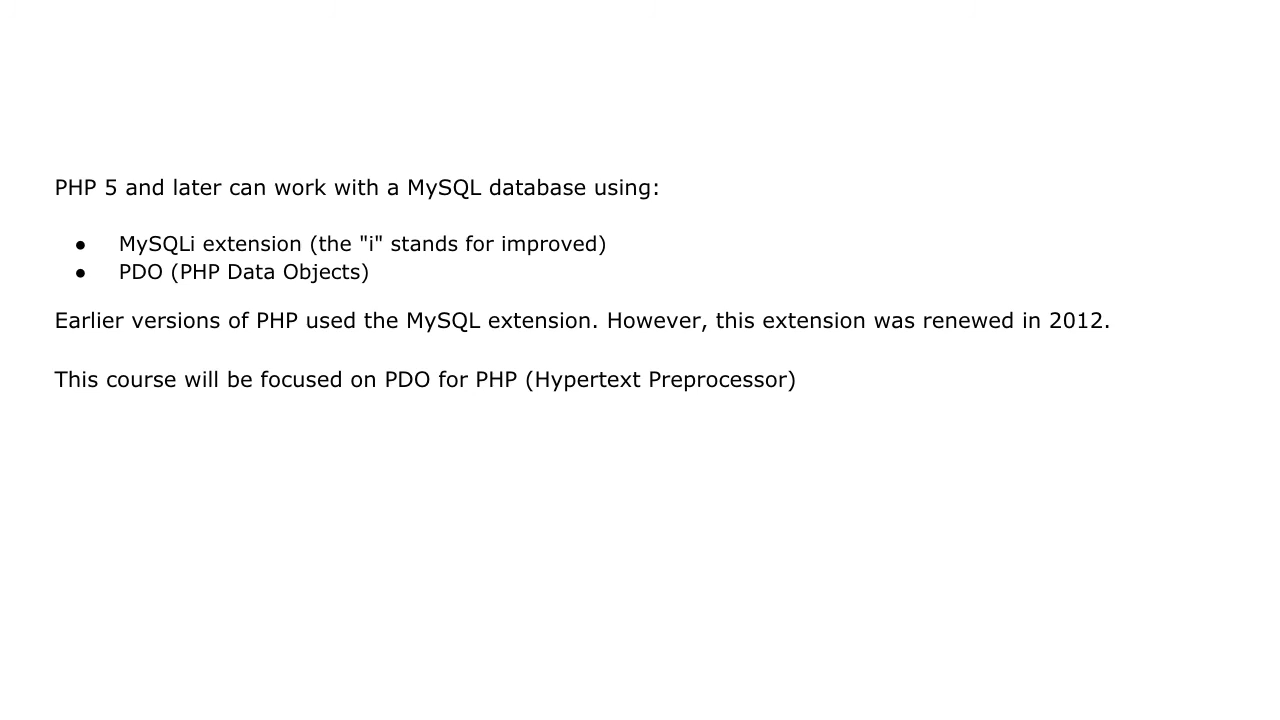 PHP 5 and later can work with a MySQL database using:
● MySQLi extension (the "i" stands for improved)
● PDO (PHP Data Objects)
Earlier versions of PHP used the MySQL extension. However, this extension was renewed in 2012.
This course will be focused on PDO for PHP (Hypertext Preprocessor)